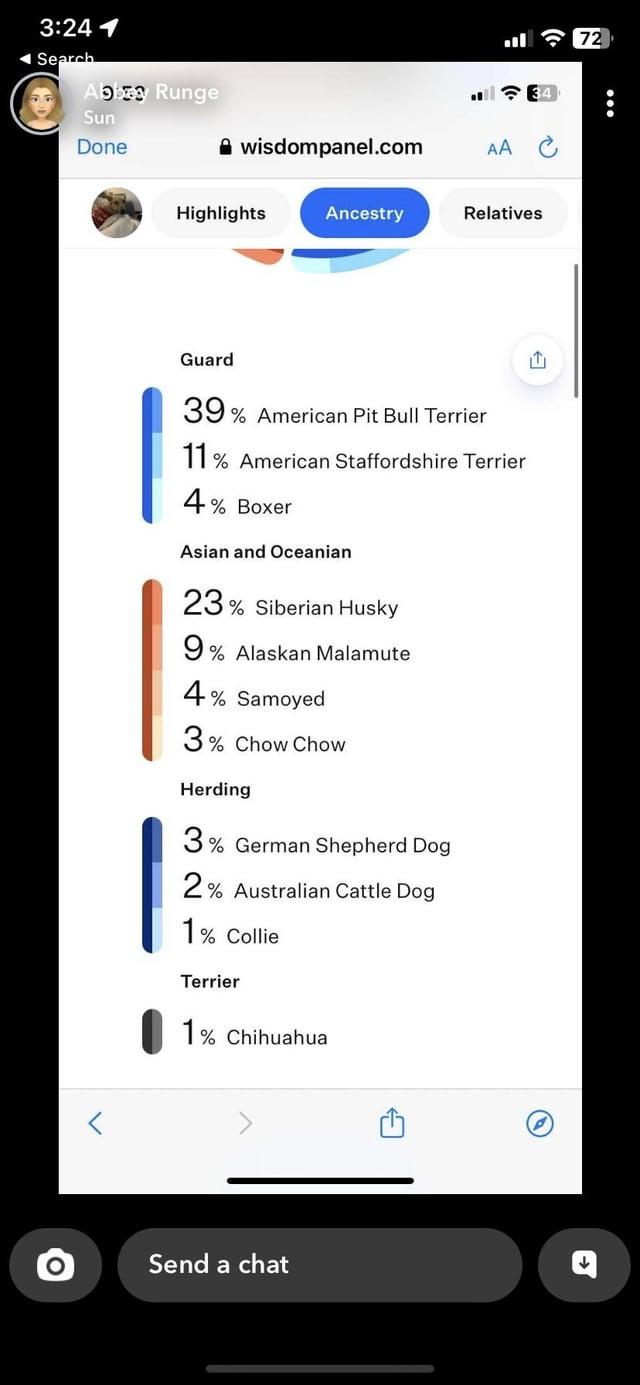 3:24
72
◀ Search
Abbey Runge
34
Sun
Done
wisdompanel.com
AA
Highlights
Ancestry
Relatives
Guard
39 % American Pit Bull Terrier
11 % American Staffordshire Terrier
4 % Boxer
Asian and Oceanian
23 % Siberian Husky
9 % Alaskan Malamute
4 % Samoyed
3 % Chow Chow
Herding
3 % German Shepherd Dog
2 % Australian Cattle Dog
1 % Collie
Terrier
1 % Chihuahua
Send a chat